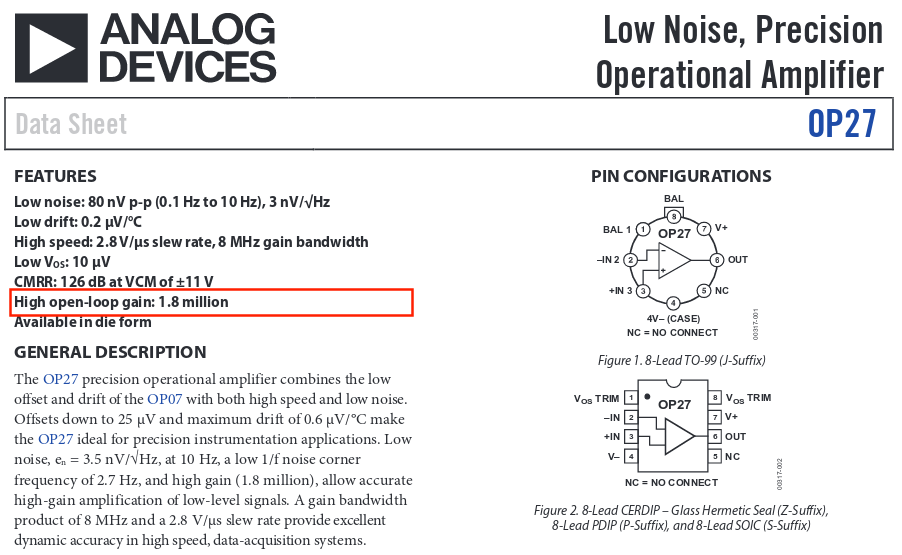 ANALOG
DEVICES
Low Noise, Precision
Operational Amplifier
Data Sheet
OP27
FEATURES
Low noise: 80 nV p-p (0.1 Hz to 10 Hz), 3 nV/√Hz
Low drift: 0.2 µV/°C
High speed: 2.8 V/µs slew rate, 8 MHz gain bandwidth
Low VOS: 10 µV
CMRR: 126 dB at VCM of ±11 V
High open-loop gain: 1.8 million
Available in die form
GENERAL DESCRIPTION
The OP27 precision operational amplifier combines the low
offset and drift of the OP07 with both high speed and low noise.
Offsets down to 25 µV and maximum drift of 0.6 µV/°C make
the OP27 ideal for precision instrumentation applications. Low
noise, en = 3.5 nV/√Hz, at 10 Hz, a low 1/f noise corner
frequency of 2.7 Hz, and high gain (1.8 million), allow accurate
high-gain amplification of low-level signals. A gain bandwidth
product of 8 MHz and a 2.8 V/µs slew rate provide excellent
dynamic accuracy in high speed, data-acquisition systems.
PIN CONFIGURATIONS
BAL
8
BAL 1 1 OP27 7 V+
–IN 2 2 – 6 OUT
+
+IN 3 3 5 NC
4
4V– (CASE)
NC = NO CONNECT
00317-001
Figure 1. 8-Lead TO-99 (J-Suffix)
VOS TRIM 1 OP27 8 VOS TRIM
–IN 2 7 V+
+IN 3 6 OUT
V– 4 5 NC
NC = NO CONNECT
00317-002
Figure 2. 8-Lead CERDIP – Glass Hermetic Seal (Z-Suffix),
8-Lead PDIP (P-Suffix), and 8-Lead SOIC (S-Suffix)